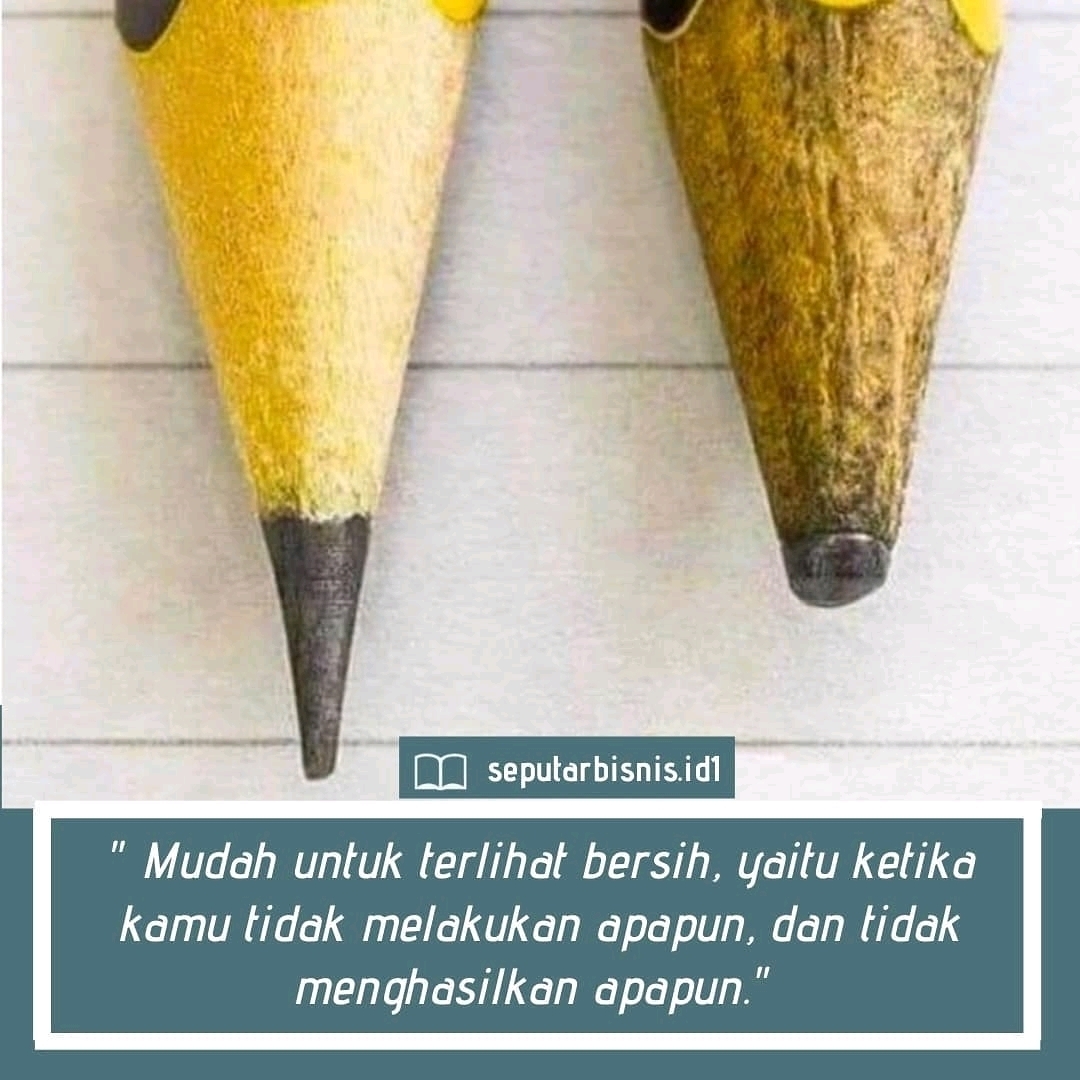 seputarbisnis.id1
" Mudah untuk terlihat bersih, yaitu ketika
kamu tidak melakukan apapun, dan tidak
menghasilkan apapun."